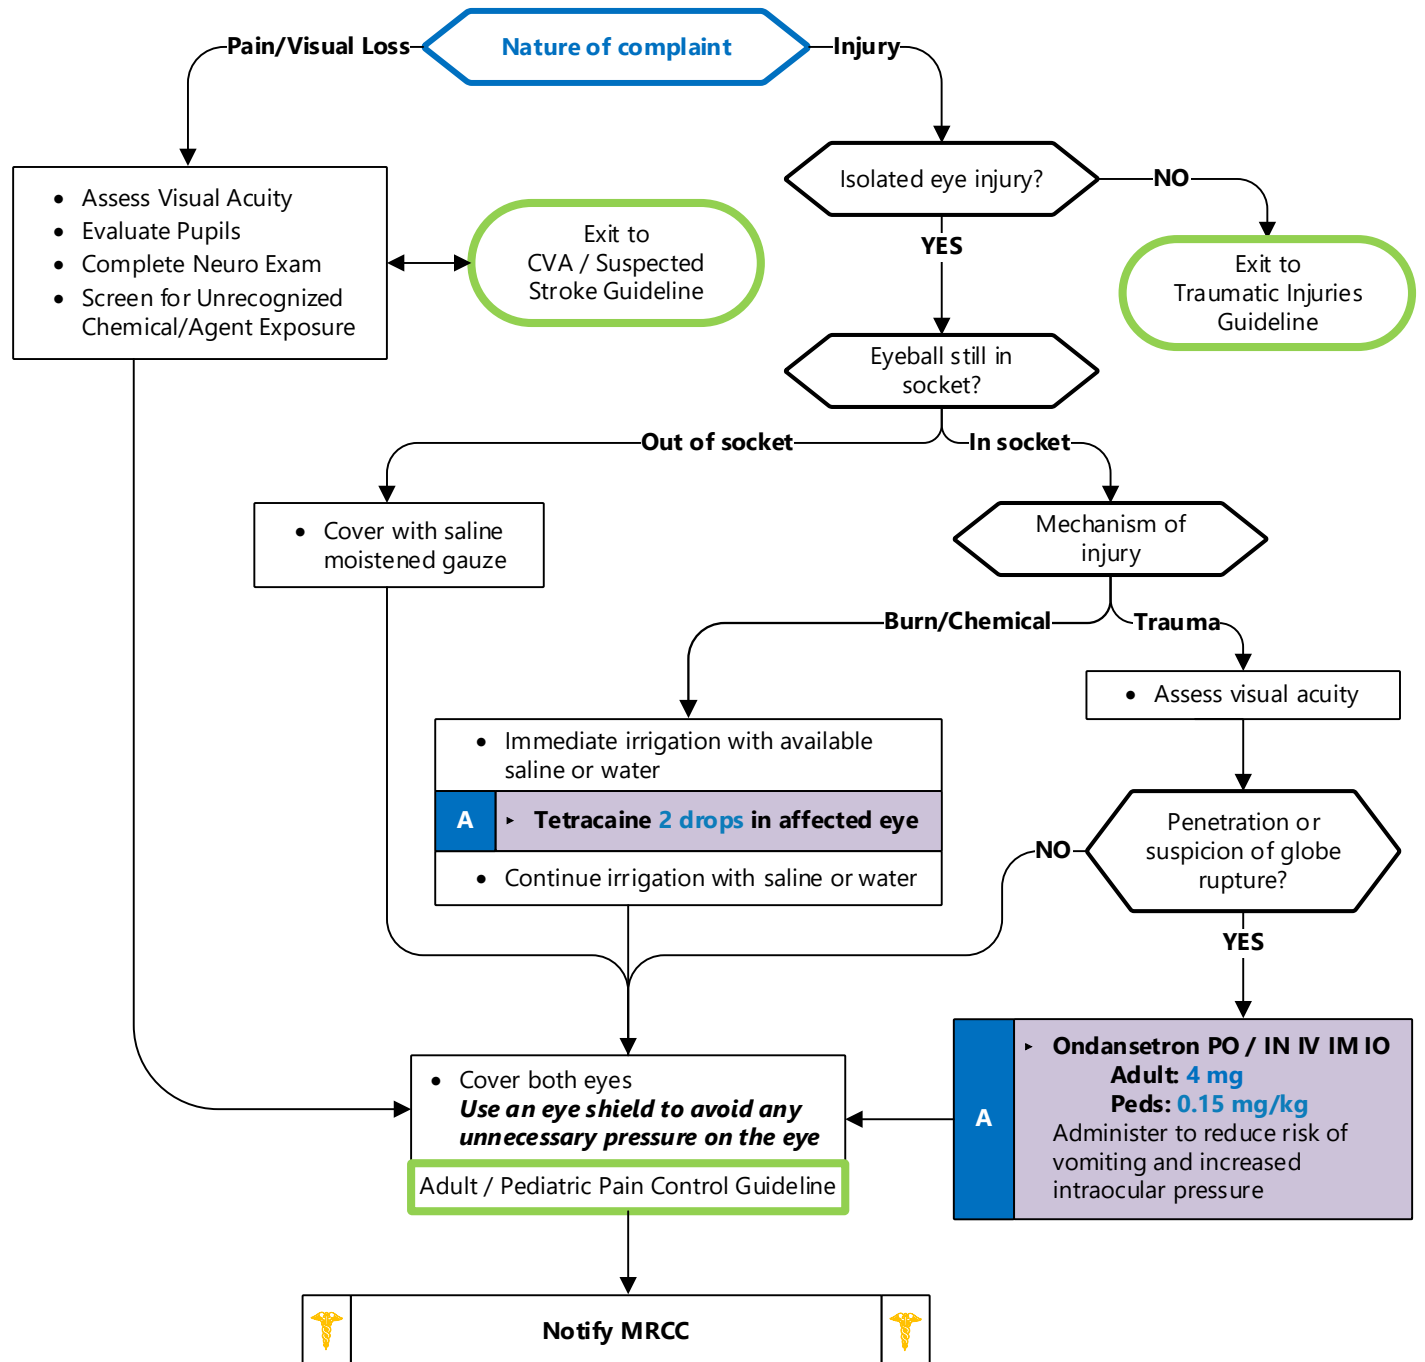 Nature of complaint
Pain/Visual Loss
Injury
• Assess Visual Acuity
• Evaluate Pupils
• Complete Neuro Exam
• Screen for Unrecognized
Chemical/Agent Exposure
Exit to
CVA / Suspected
Stroke Guideline
Isolated eye injury?
NO
Exit to
Traumatic Injuries
Guideline
YES
Eyeball still in
socket?
Out of socket
In socket
• Cover with saline
moistened gauze
Mechanism of
injury
Burn/Chemical
Trauma
• Assess visual acuity
• Immediate irrigation with available
saline or water
A ▸ Tetracaine 2 drops in affected eye
• Continue irrigation with saline or water
Penetration or
suspicion of globe
rupture?
NO
YES
A
▸ Ondansetron PO / IN IV IM IO
Adult: 4 mg
Peds: 0.15 mg/kg
Administer to reduce risk of
vomiting and increased
intraocular pressure
• Cover both eyes
Use an eye shield to avoid any
unnecessary pressure on the eye
Adult / Pediatric Pain Control Guideline
Notify MRCC